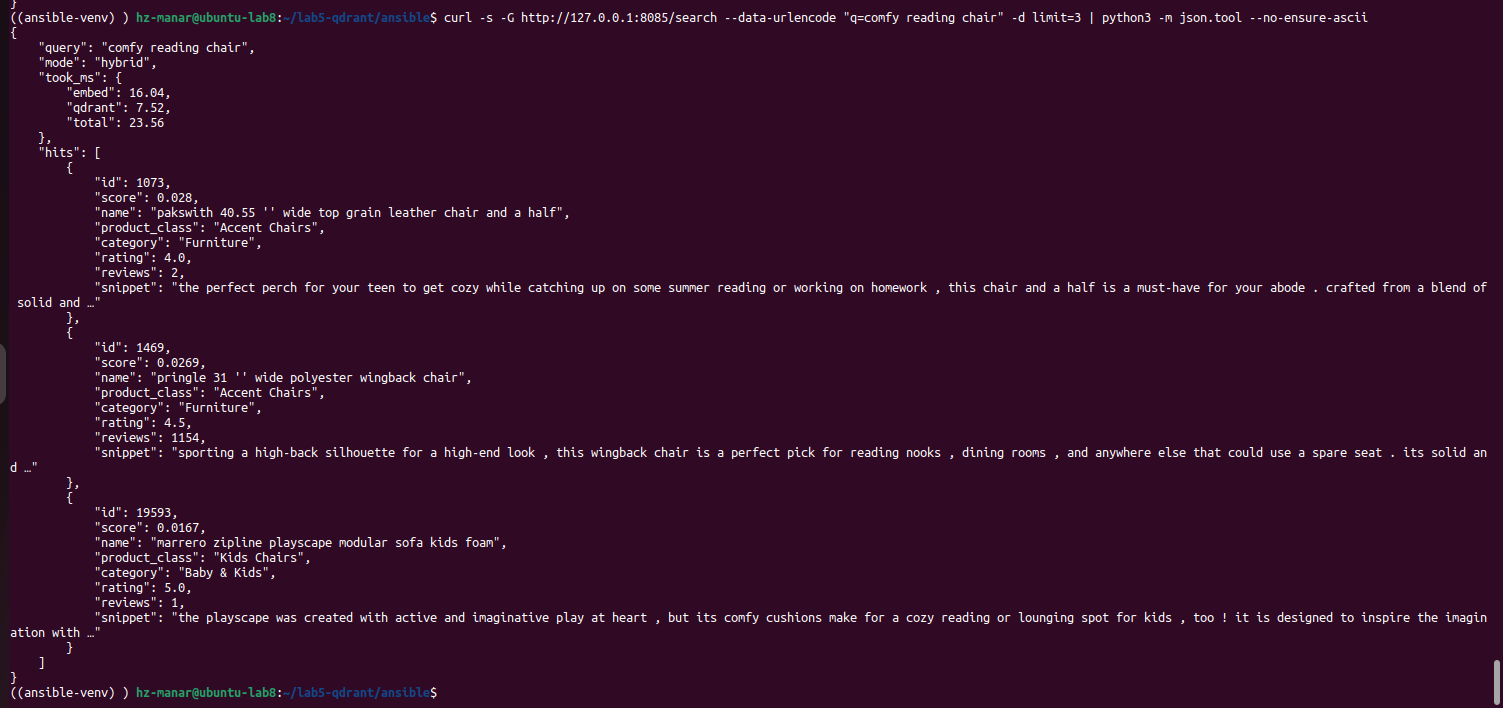 }
((ansible-venv) ) hz-manar@ubuntu-lab8:~/lab5-qdrant/ansible$ curl -s -G http://127.0.0.1:8085/search --data-urlencode "q=comfy reading chair" -d limit=3 | python3 -m json.tool --no-ensure-ascii
{
    "query": "comfy reading chair",
    "mode": "hybrid",
    "took_ms": {
        "embed": 16.04,
        "qdrant": 7.52,
        "total": 23.56
    },
    "hits": [
        {
            "id": 1073,
            "score": 0.028,
            "name": "pakswith 40.55 '' wide top grain leather chair and a half",
            "product_class": "Accent Chairs",
            "category": "Furniture",
            "rating": 4.0,
            "reviews": 2,
            "snippet": "the perfect perch for your teen to get cozy while catching up on some summer reading or working on homework , this chair and a half is a must-have for your abode . crafted from a blend of
 solid and …"
        },
        {
            "id": 1469,
            "score": 0.0269,
            "name": "pringle 31 '' wide polyester wingback chair",
            "product_class": "Accent Chairs",
            "category": "Furniture",
            "rating": 4.5,
            "reviews": 1154,
            "snippet": "sporting a high-back silhouette for a high-end look , this wingback chair is a perfect pick for reading nooks , dining rooms , and anywhere else that could use a spare seat . its solid an
d …"
        },
        {
            "id": 19593,
            "score": 0.0167,
            "name": "marrero zipline playscape modular sofa kids foam",
            "product_class": "Kids Chairs",
            "category": "Baby & Kids",
            "rating": 5.0,
            "reviews": 1,
            "snippet": "the playscape was created with active and imaginative play at heart , but its comfy cushions make for a cozy reading or lounging spot for kids , too ! it is designed to inspire the imagin
ation with …"
        }
    ]
}
((ansible-venv) ) hz-manar@ubuntu-lab8:~/lab5-qdrant/ansible$